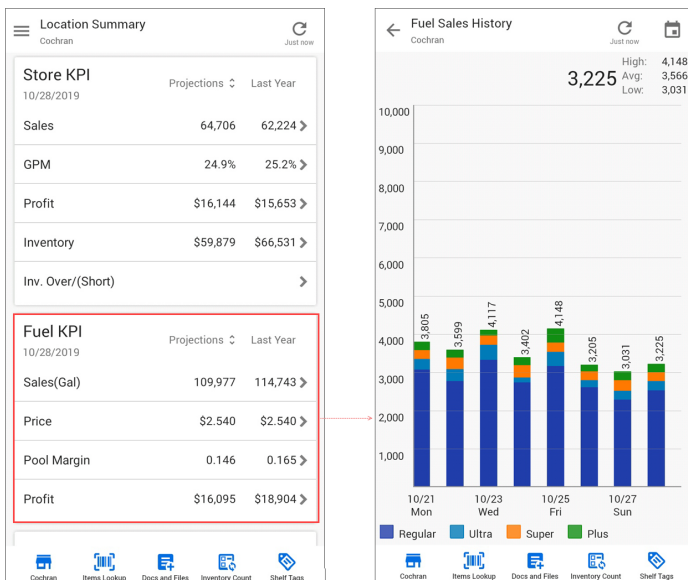 Location Summary
Cochran
Just now
Store KPI
10/28/2019
Projections
Last Year
Sales 64,706 62,224
GPM 24.9% 25.2%
Profit $16,144 $15,653
Inventory $59,879 $66,531
Inv. Over/(Short)
Fuel KPI
10/28/2019
Projections
Last Year
Sales(Gal) 109,977 114,743
Price $2.540 $2.540
Pool Margin 0.146 0.165
Profit $16,095 $18,904
Cochran Items Lookup Docs and Files Inventory Count Shelf Tags
Fuel Sales History
Cochran
Just now
3,225
High: 4,148
Avg: 3,566
Low: 3,031
10,000
9,000
8,000
7,000
6,000
5,000
4,000
3,000
2,000
1,000
3,805 3,599 4,117 3,402 4,148 3,205 3,031 3,225
10/21 10/23 10/25 10/27
Mon Wed Fri Sun
Regular Ultra Super Plus
Cochran Items Lookup Docs and Files Inventory Count Shelf Tags